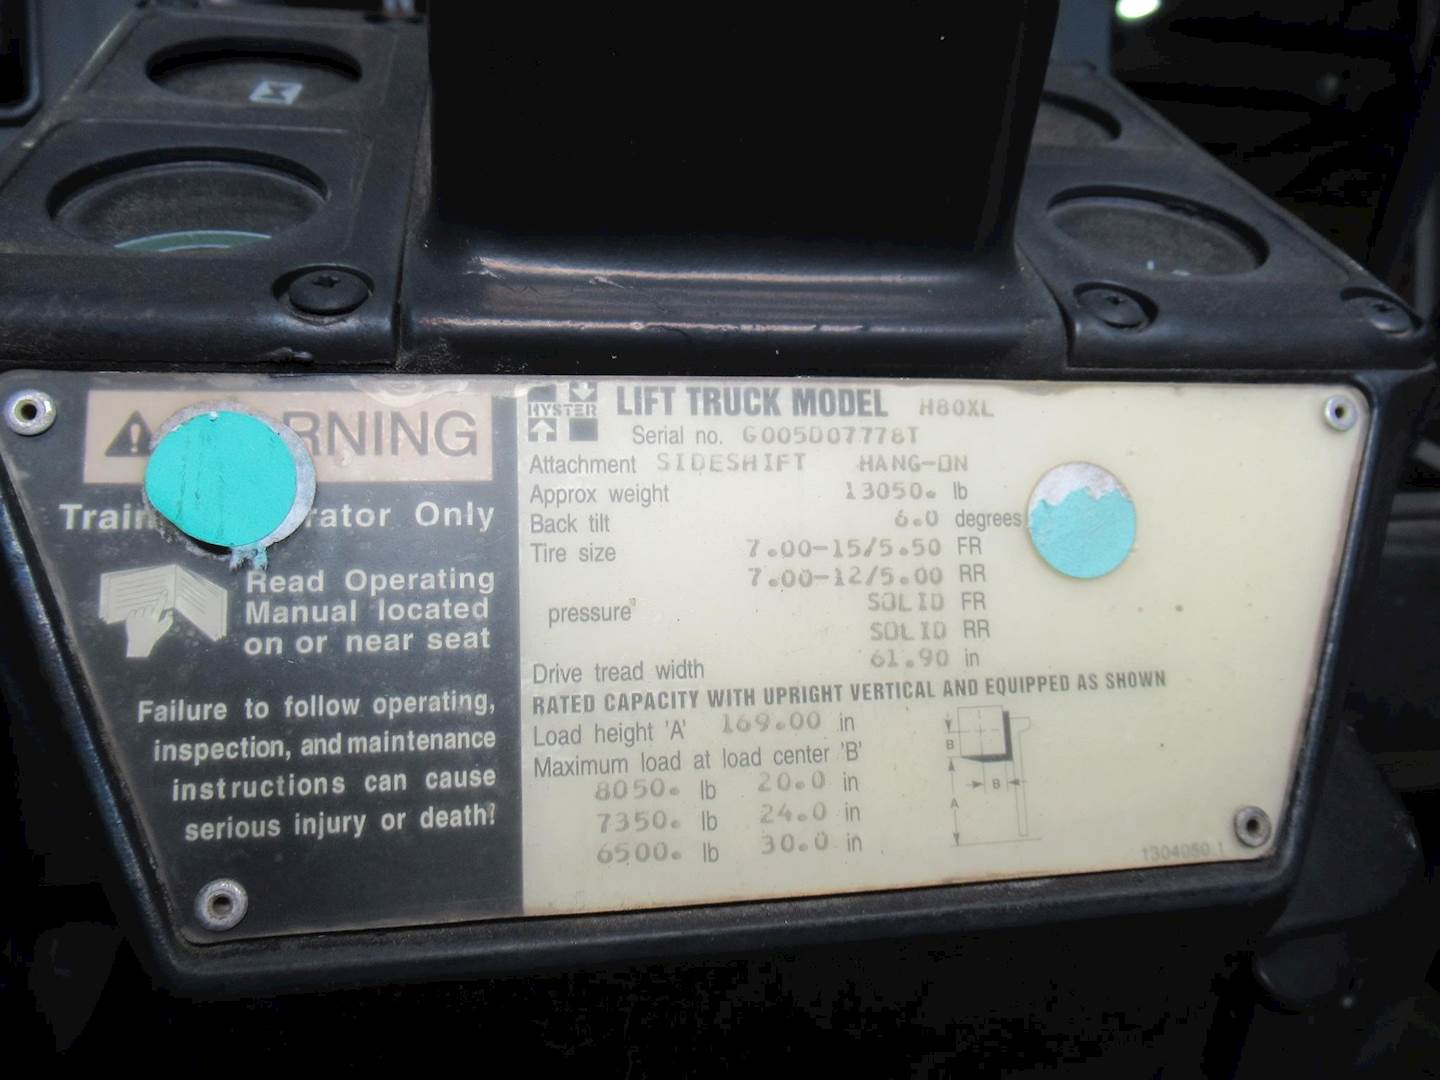 RNING
Train rator Only
Read Operating
Manual located
on or near seat
Failure to follow operating,
inspection, and maintenance
instructions can cause
serious injury or death!
HYSTER
LIFT TRUCK MODEL H80XL
Serial no. G005D07778T
Attachment SIDESHIFT HANG-ON
Approx weight 13050. lb
Back tilt 6.0 degrees
Tire size 7.00-15/5.50 FR
7.00-12/5.00 RR
pressure SOLID FR
SOLID RR
Drive tread width 61.90 in
RATED CAPACITY WITH UPRIGHT VERTICAL AND EQUIPPED AS SHOWN
Load height 'A' 169.00 in
Maximum load at load center 'B'
8050. lb 20.0 in
7350. lb 24.0 in
6500. lb 30.0 in
B
B
A